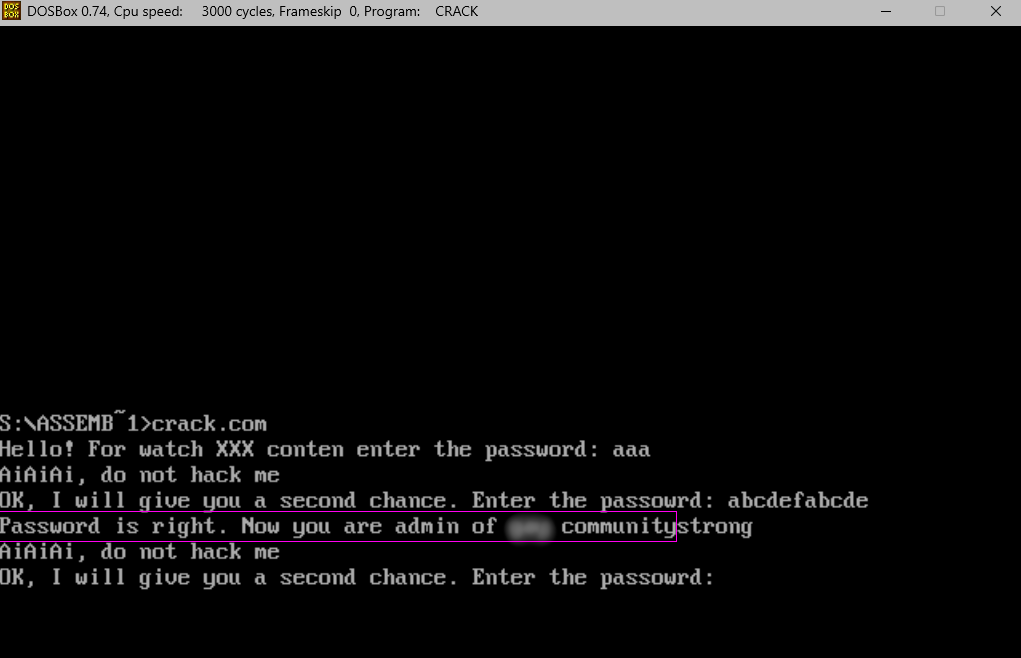 DOS BOX DOSBox 0.74, Cpu speed: 3000 cycles, Frameskip 0, Program: CRACK
S:\ASSEMB~1>crack.com
Hello! For watch XXX conten enter the password: aaa
AiAiAi, do not hack me
OK, I will give you a second chance. Enter the passowrd: abcdefabcde
Password is right. Now you are admin of communitystrong
AiAiAi, do not hack me
OK, I will give you a second chance. Enter the passowrd: